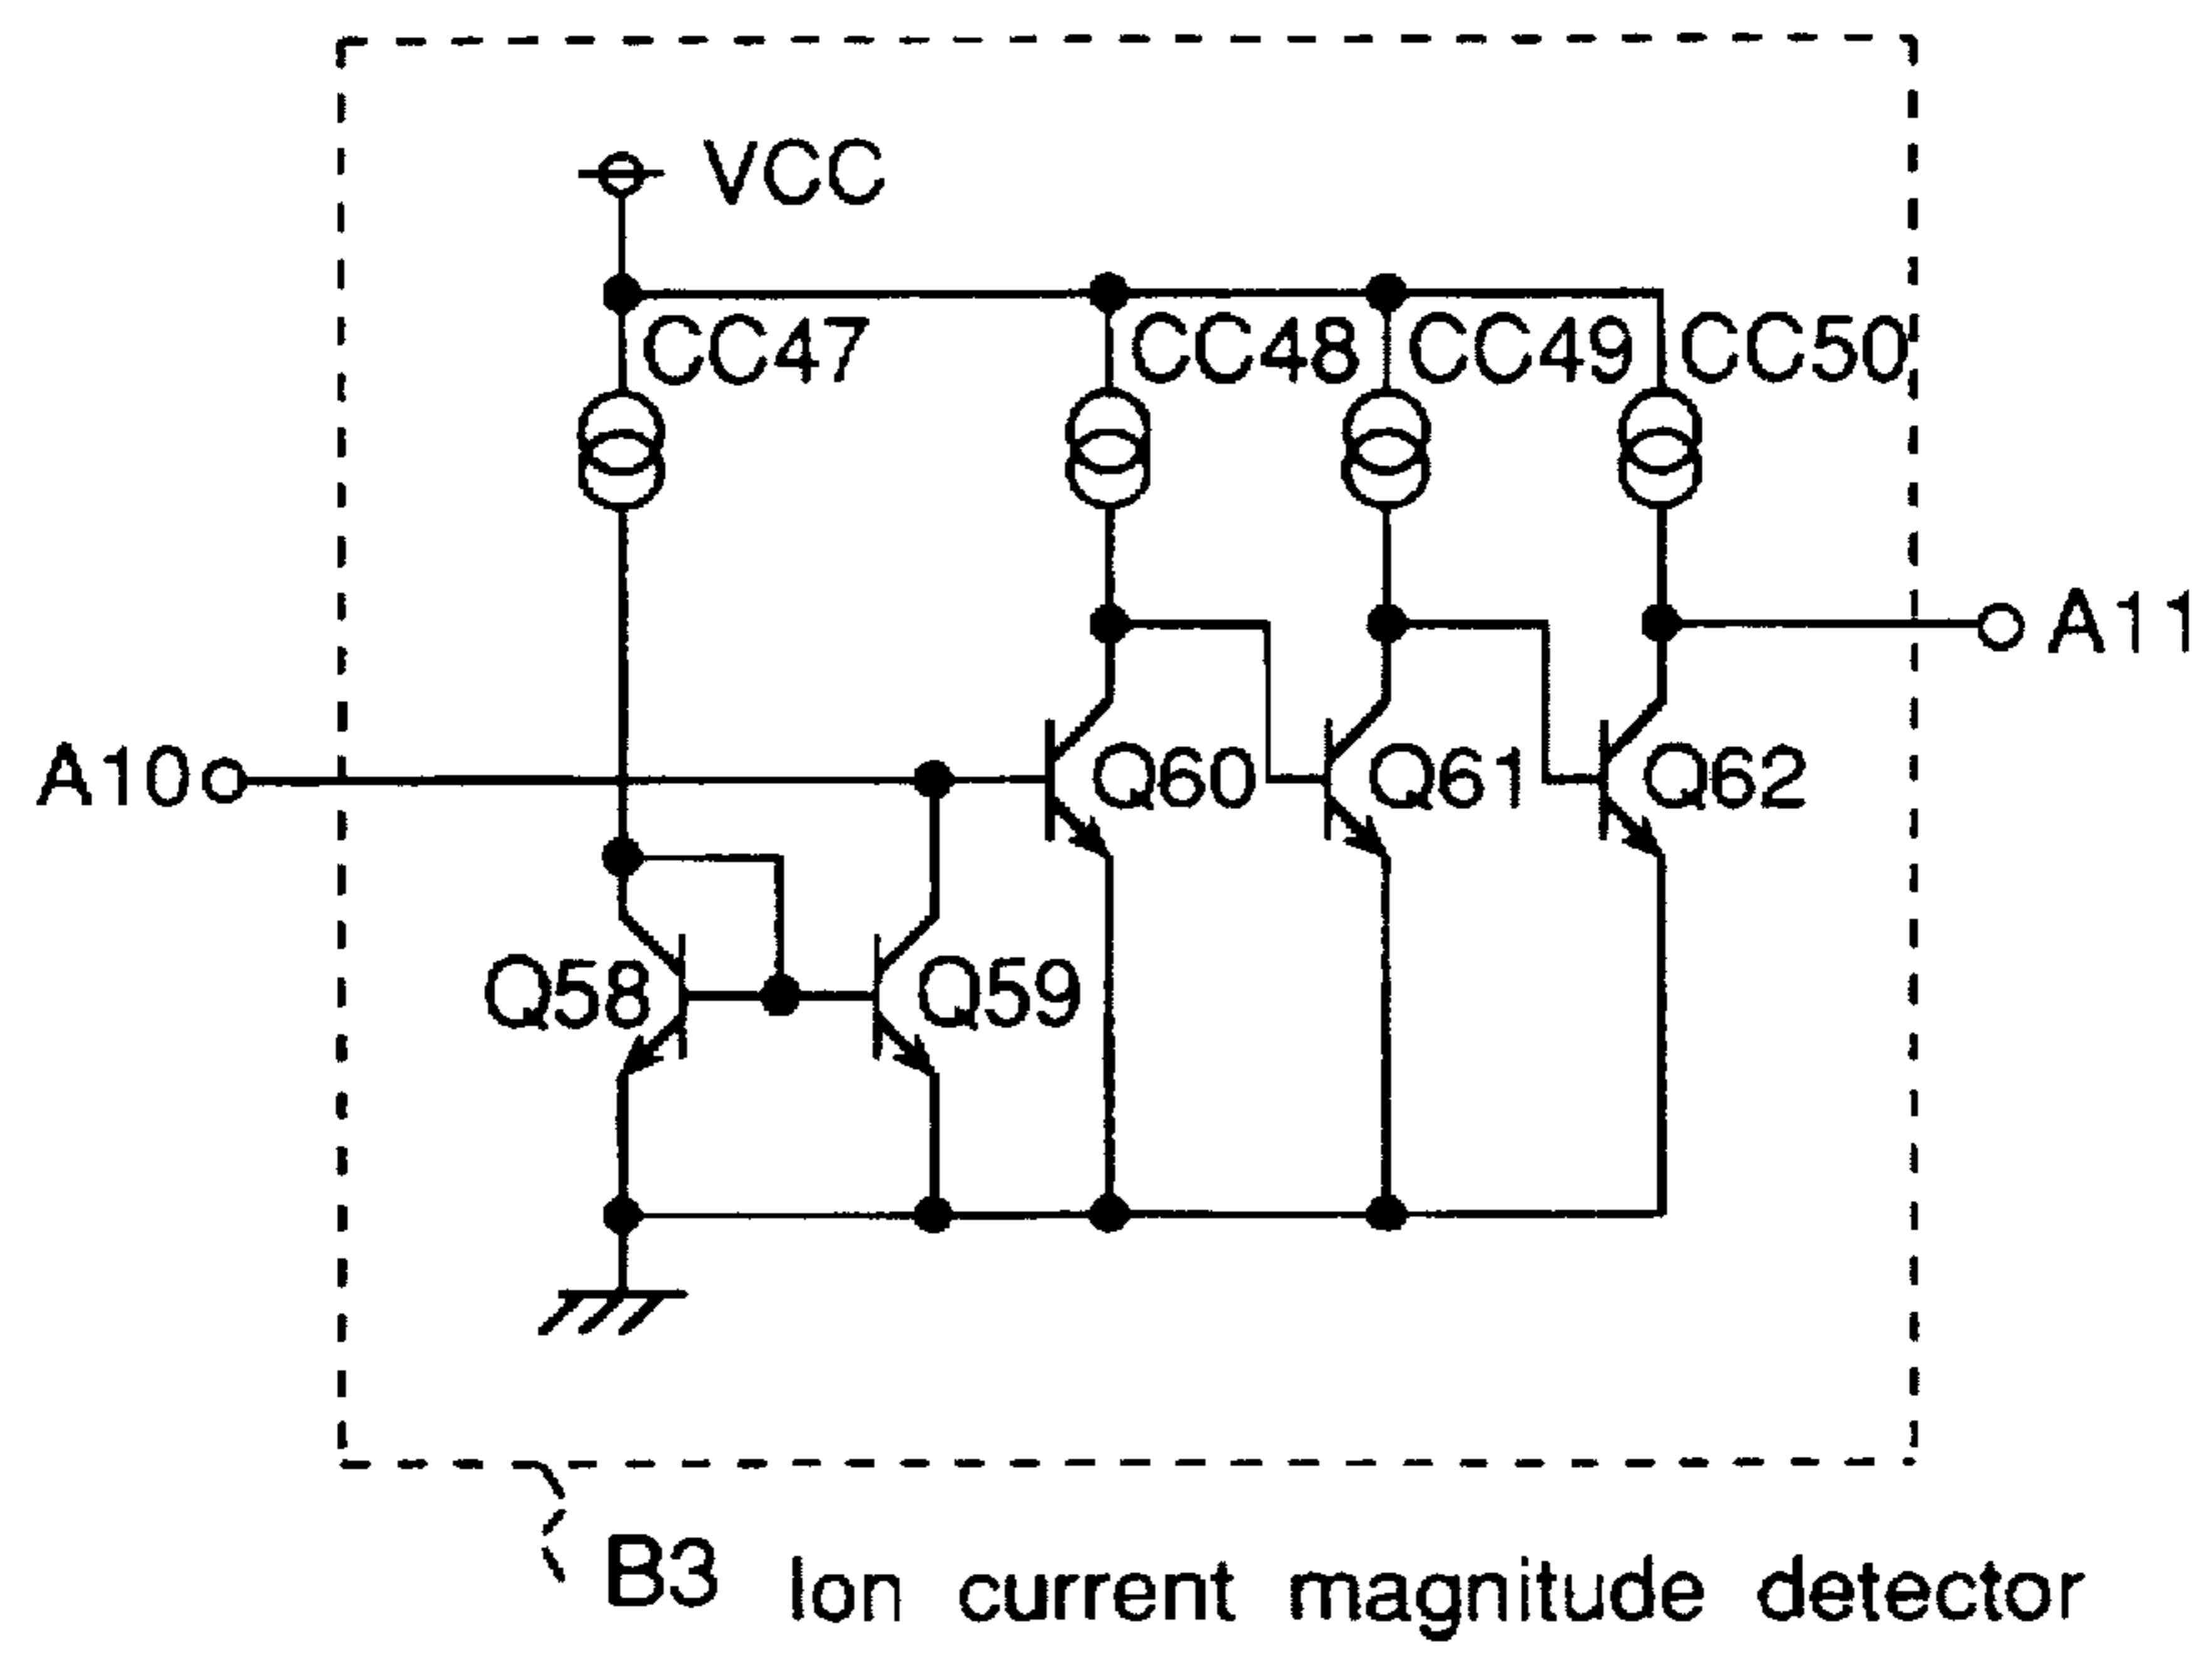 VCC
CC47 CC48 CC49 CC50
A11
A10 Q60 Q61 Q62
Q58 Q59
B3 Ion current magnitude detector